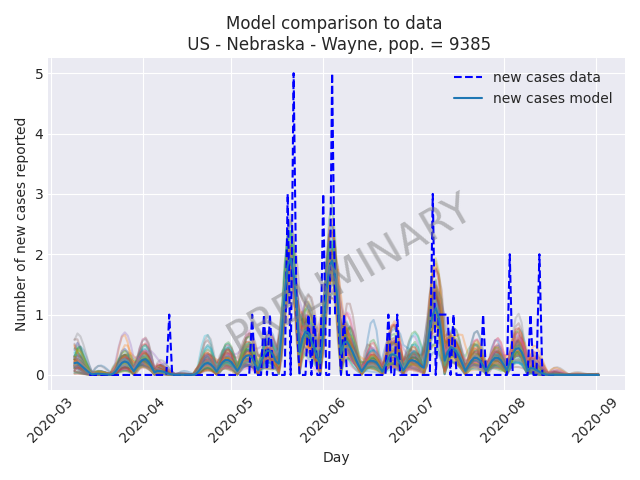 Model comparison to data
US - Nebraska - Wayne, pop. = 9385
new cases data
new cases model
Number of new cases reported
5
4
3
2
1
0
PRELIMINARY
2020-03
2020-04
2020-05
2020-06
2020-07
2020-08
2020-09
Day